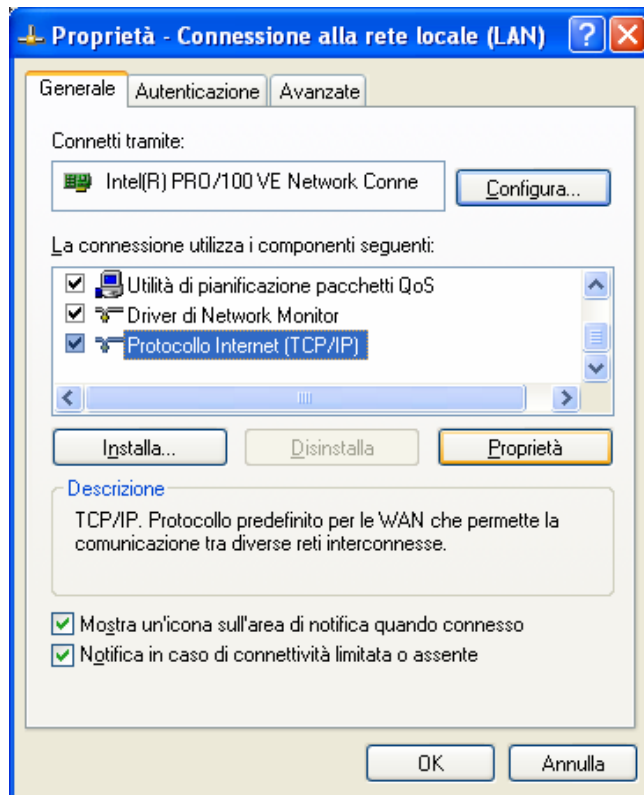 Proprietà - Connessione alla rete locale (LAN)
Generale
Autenticazione
Avanzate
Connetti tramite:
Intel(R) PRO/100 VE Network Conne
Configura...
La connessione utilizza i componenti seguenti:
Utilità di pianificazione pacchetti QoS
Driver di Network Monitor
Protocollo Internet (TCP/IP)
Installa...
Disinstalla
Proprietà
Descrizione
TCP/IP. Protocollo predefinito per le WAN che permette la
comunicazione tra diverse reti interconnesse.
Mostra un'icona sull'area di notifica quando connesso
Notifica in caso di connettività limitata o assente
OK
Annulla